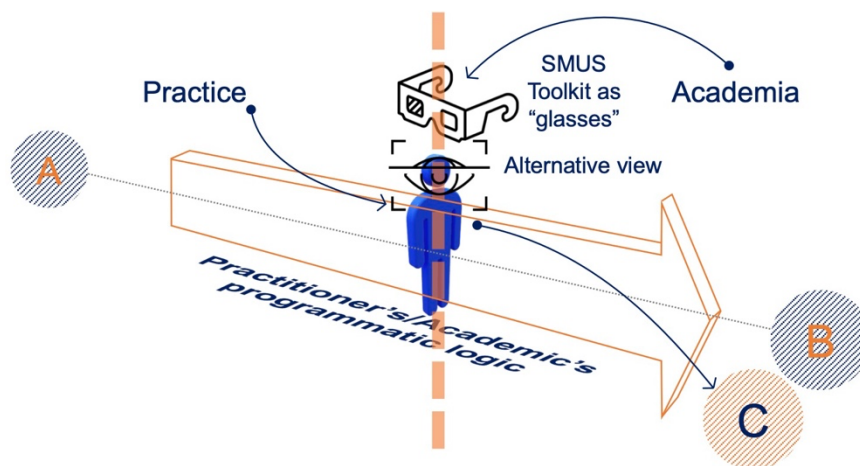 SMUS
Toolkit as
“glasses”
Practice
Academia
Alternative view
A
Practitioner's/Academic's
programmatic logic
B
C